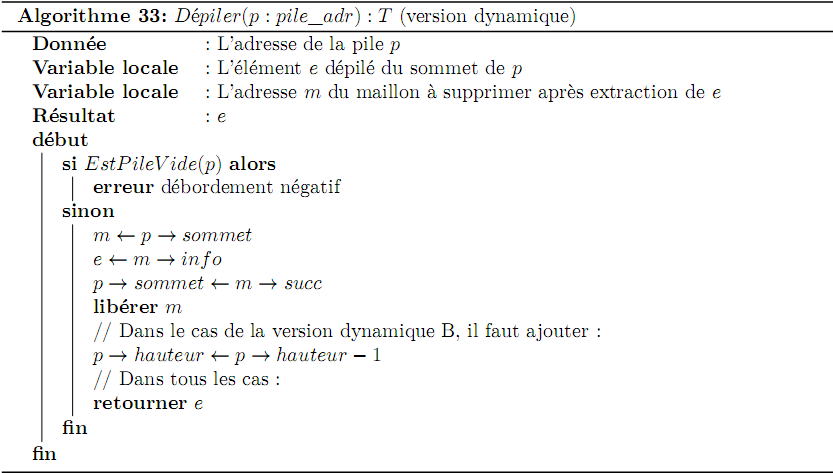 Algorithme 33: Dépiler(p : pile_adr) : T (version dynamique)
Donnée : L'adresse de la pile p
Variable locale : L'élément e dépilé du sommet de p
Variable locale : L'adresse m du maillon à supprimer après extraction de e
Résultat : e
début
si EstPileVide(p) alors
erreur débordement négatif
sinon
m ← p → sommet
e ← m → info
p → sommet ← m → succ
libérer m
// Dans le cas de la version dynamique B, il faut ajouter :
p → hauteur ← p → hauteur − 1
// Dans tous les cas :
retourner e
fin
fin